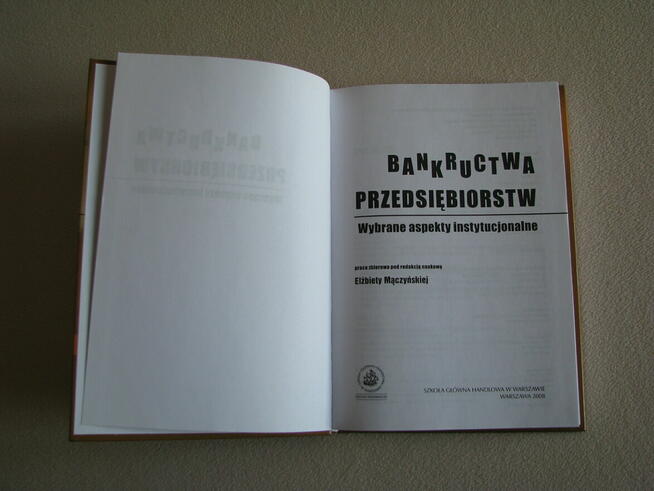 BANKRUCTWA
PRZEDSIĘBIORSTW
Wybrane aspekty instytucjonalne
praca zbiorowa pod redakcją naukową
Elżbiety Mączyńskiej
SZKOŁA GŁÓWNA HANDLOWA W WARSZAWIE
WARSZAWA 2008